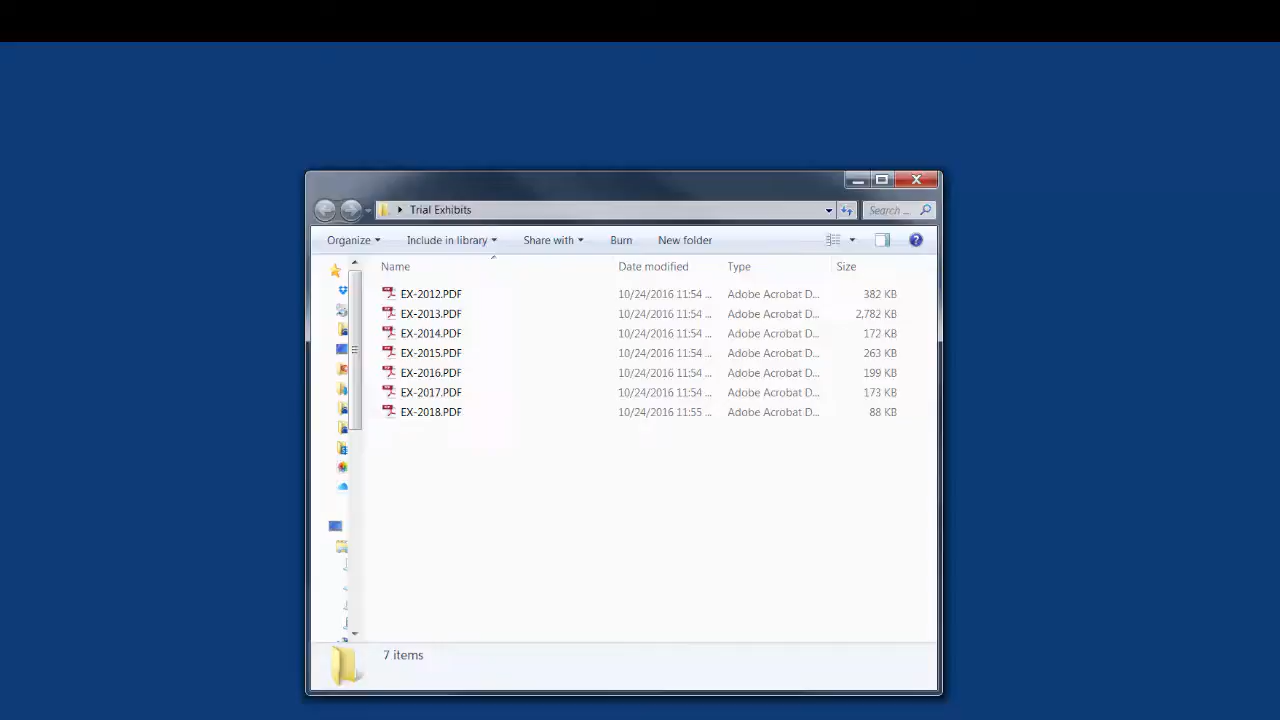 Trial Exhibits
Search ...
Organize Include in library Share with Burn New folder
Name Date modified Type Size
EX-2012.PDF 10/24/2016 11:54 ... Adobe Acrobat D... 382 KB
EX-2013.PDF 10/24/2016 11:54 ... Adobe Acrobat D... 2,782 KB
EX-2014.PDF 10/24/2016 11:54 ... Adobe Acrobat D... 172 KB
EX-2015.PDF 10/24/2016 11:54 ... Adobe Acrobat D... 263 KB
EX-2016.PDF 10/24/2016 11:54 ... Adobe Acrobat D... 199 KB
EX-2017.PDF 10/24/2016 11:54 ... Adobe Acrobat D... 173 KB
EX-2018.PDF 10/24/2016 11:55 ... Adobe Acrobat D... 88 KB
7 items